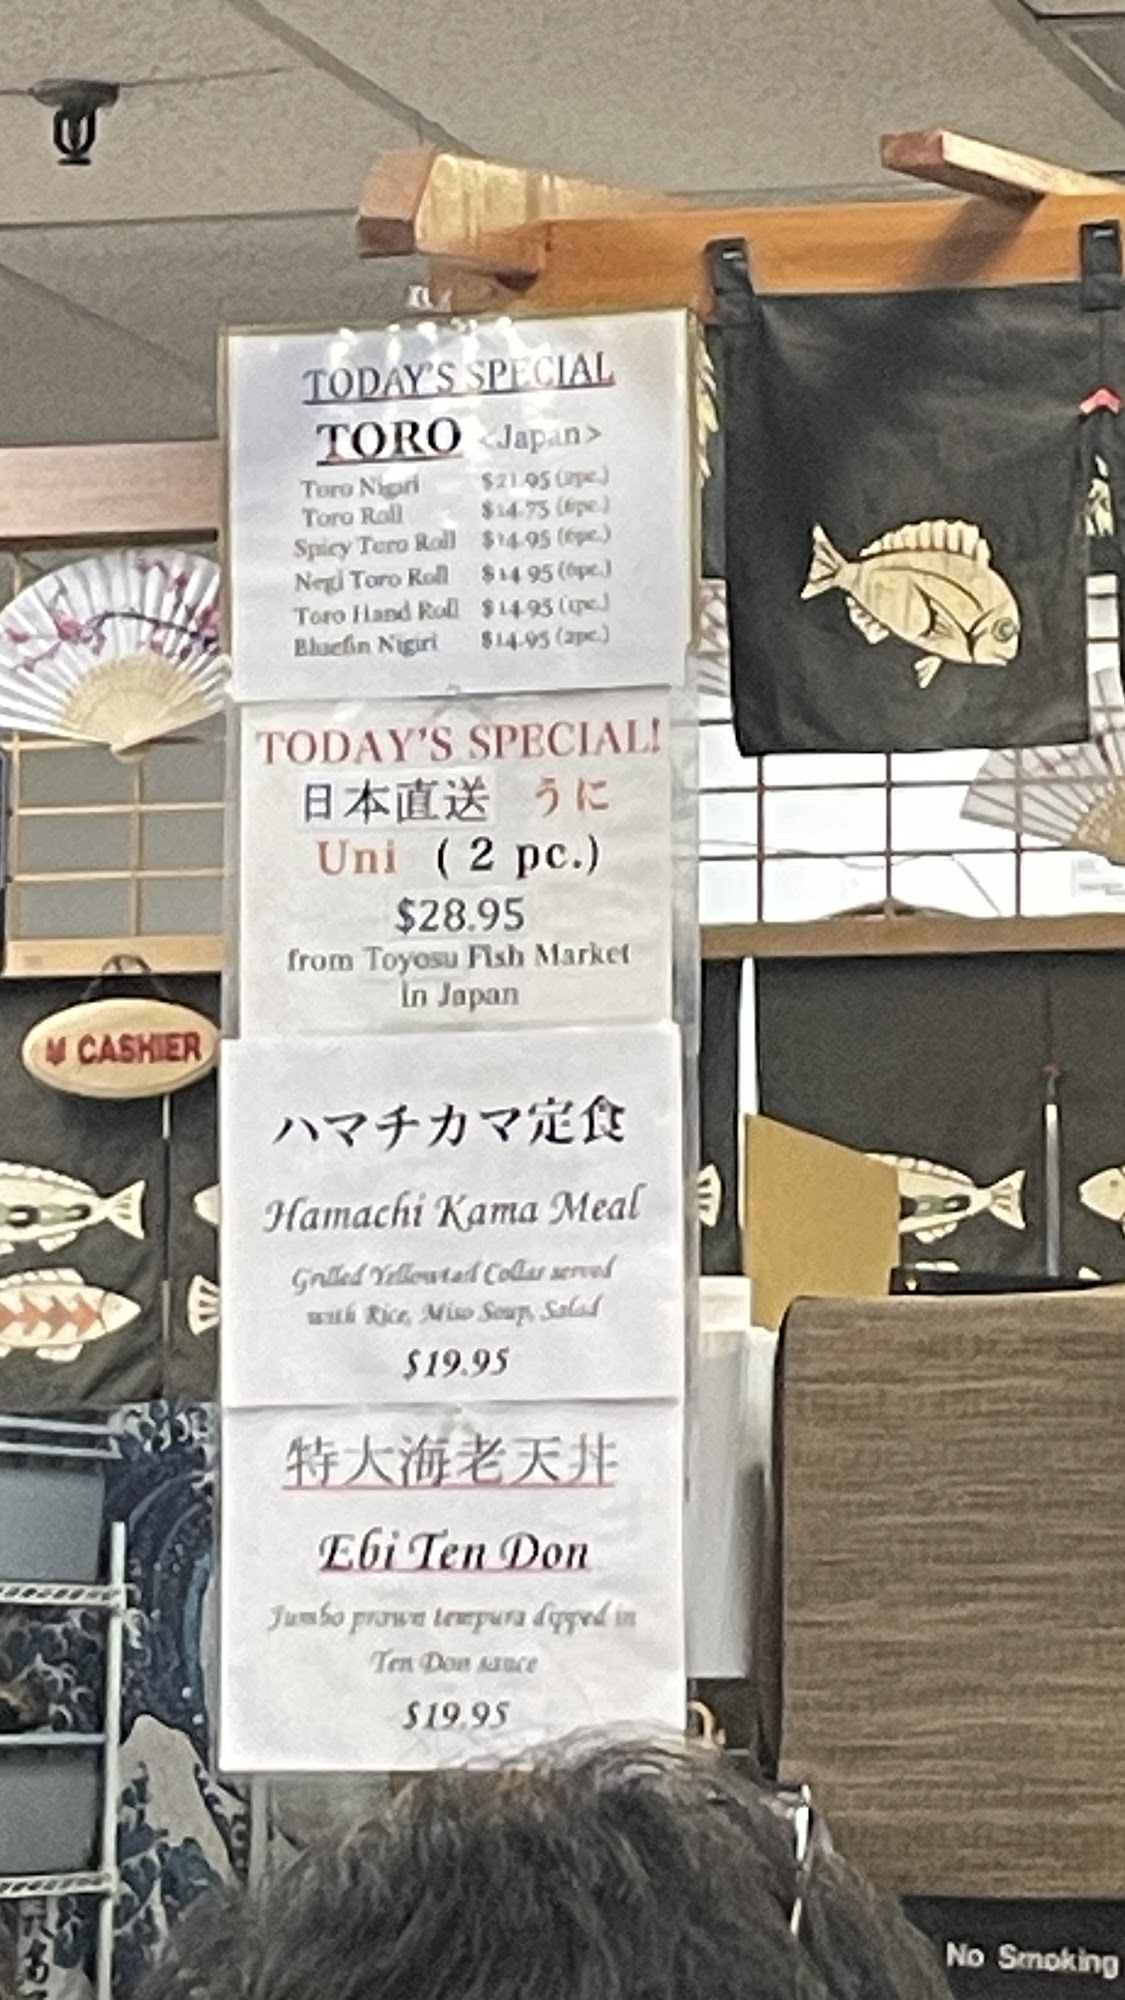 TODAY'S SPECIAL
TORO <Japan>
Toro Nigiri $21.95 (2pc.)
Toro Roll $14.75 (6pc.)
Spicy Toro Roll $14.95 (6pc.)
Negi Toro Roll $14.95 (6pc.)
Toro Hand Roll $14.95 (1pc.)
Bluefin Nigiri $14.95 (2pc.)
TODAY'S SPECIAL!
日本直送 うに
Uni ( 2 pc.)
$28.95
from Toyosu Fish Market
in Japan
CASHIER
ハマチカマ定食
Hamachi Kama Meal
Grilled Yellowtail Collar served
with Rice, Miso Soup, Salad
$19.95
特大海老天丼
Ebi Ten Don
Jumbo prawn tempura dipped in
Ten Don sauce
$19.95
No Smoking